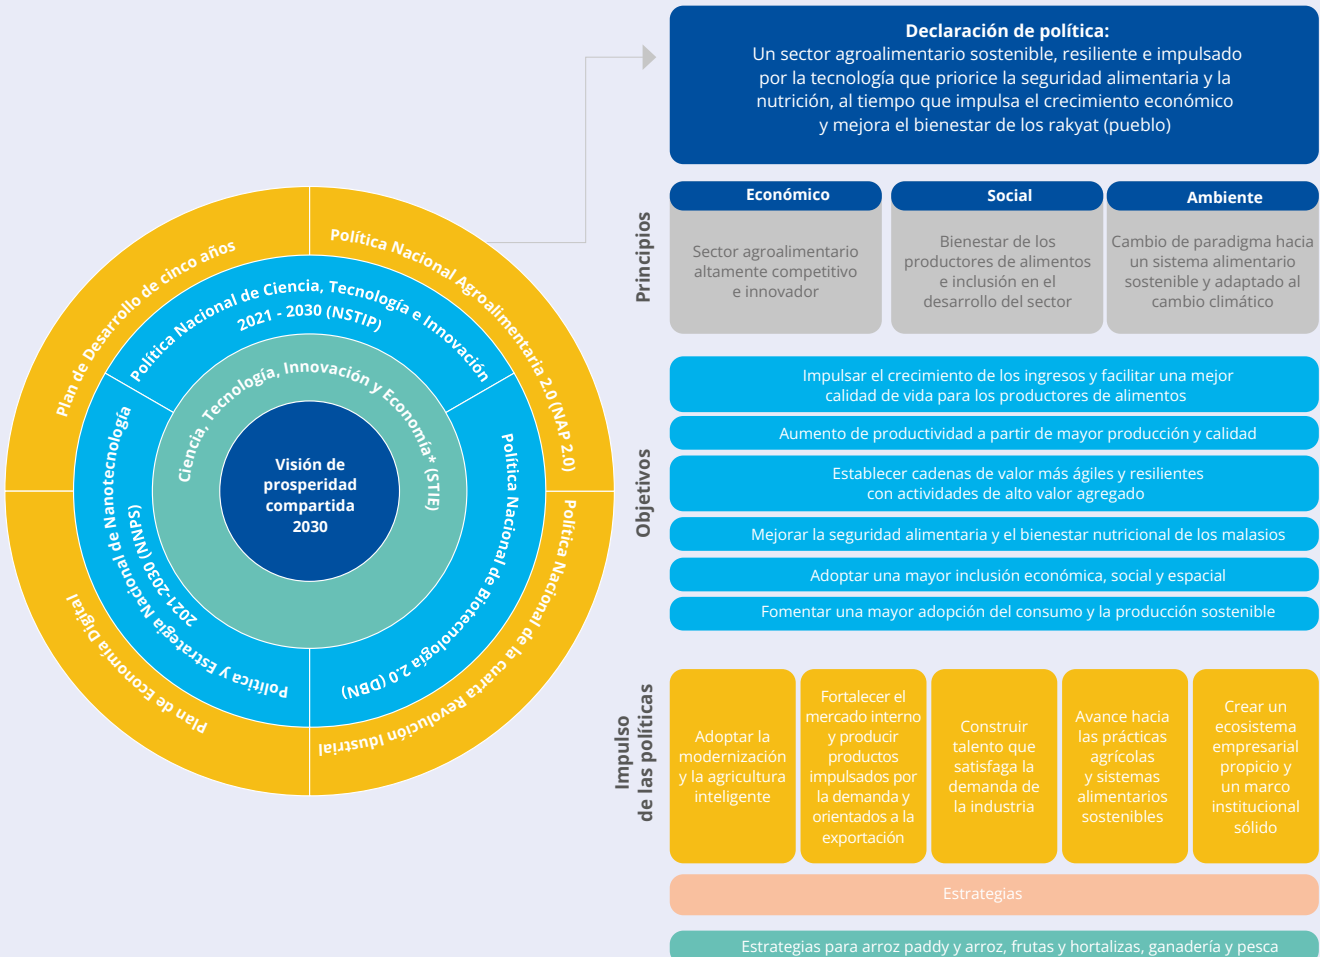 Declaración de política:
Un sector agroalimentario sostenible, resiliente e impulsado
por la tecnología que priorice la seguridad alimentaria y la
nutrición, al tiempo que impulsa el crecimiento económico
y mejora el bienestar de los rakyat (pueblo)
Plan de Desarrollo de cinco años
Política Nacional Agroalimentaria 2.0 (NAP 2.0)
Política Nacional de la cuarta Revolución Idustrial
Plan de Economía Digital
Política Nacional de Ciencia, Tecnología e Innovación
2021 - 2030 (NSTIP)
Política Nacional de Biotecnología 2.0 (DBN)
Política y Estrategia Nacional de Nanotecnología
2021-2030 (NNPS)
Ciencia, Tecnología, Innovación y Economía* (STIE)
Visión de
prosperidad
compartida
2030
Principios
Económico
Sector agroalimentario
altamente competitivo
e innovador
Social
Bienestar de los
productores de alimentos
e inclusión en el
desarrollo del sector
Ambiente
Cambio de paradigma hacia
un sistema alimentario
sostenible y adaptado al
cambio climático
Objetivos
Impulsar el crecimiento de los ingresos y facilitar una mejor
calidad de vida para los productores de alimentos
Aumento de productividad a partir de mayor producción y calidad
Establecer cadenas de valor más ágiles y resilientes
con actividades de alto valor agregado
Mejorar la seguridad alimentaria y el bienestar nutricional de los malasios
Adoptar una mayor inclusión económica, social y espacial
Fomentar una mayor adopción del consumo y la producción sostenible
Impulso
de las políticas
Adoptar la
modernización
y la agricultura
inteligente
Fortalecer el
mercado interno
y producir
productos
impulsados por
la demanda y
orientados a la
exportación
Construir
talento que
satisfaga la
demanda de
la industria
Avance hacia
las prácticas
agrícolas
y sistemas
alimentarios
sostenibles
Crear un
ecosistema
empresarial
propicio y
un marco
institucional
sólido
Estrategias
Estrategias para arroz paddy y arroz, frutas y hortalizas, ganadería y pesca